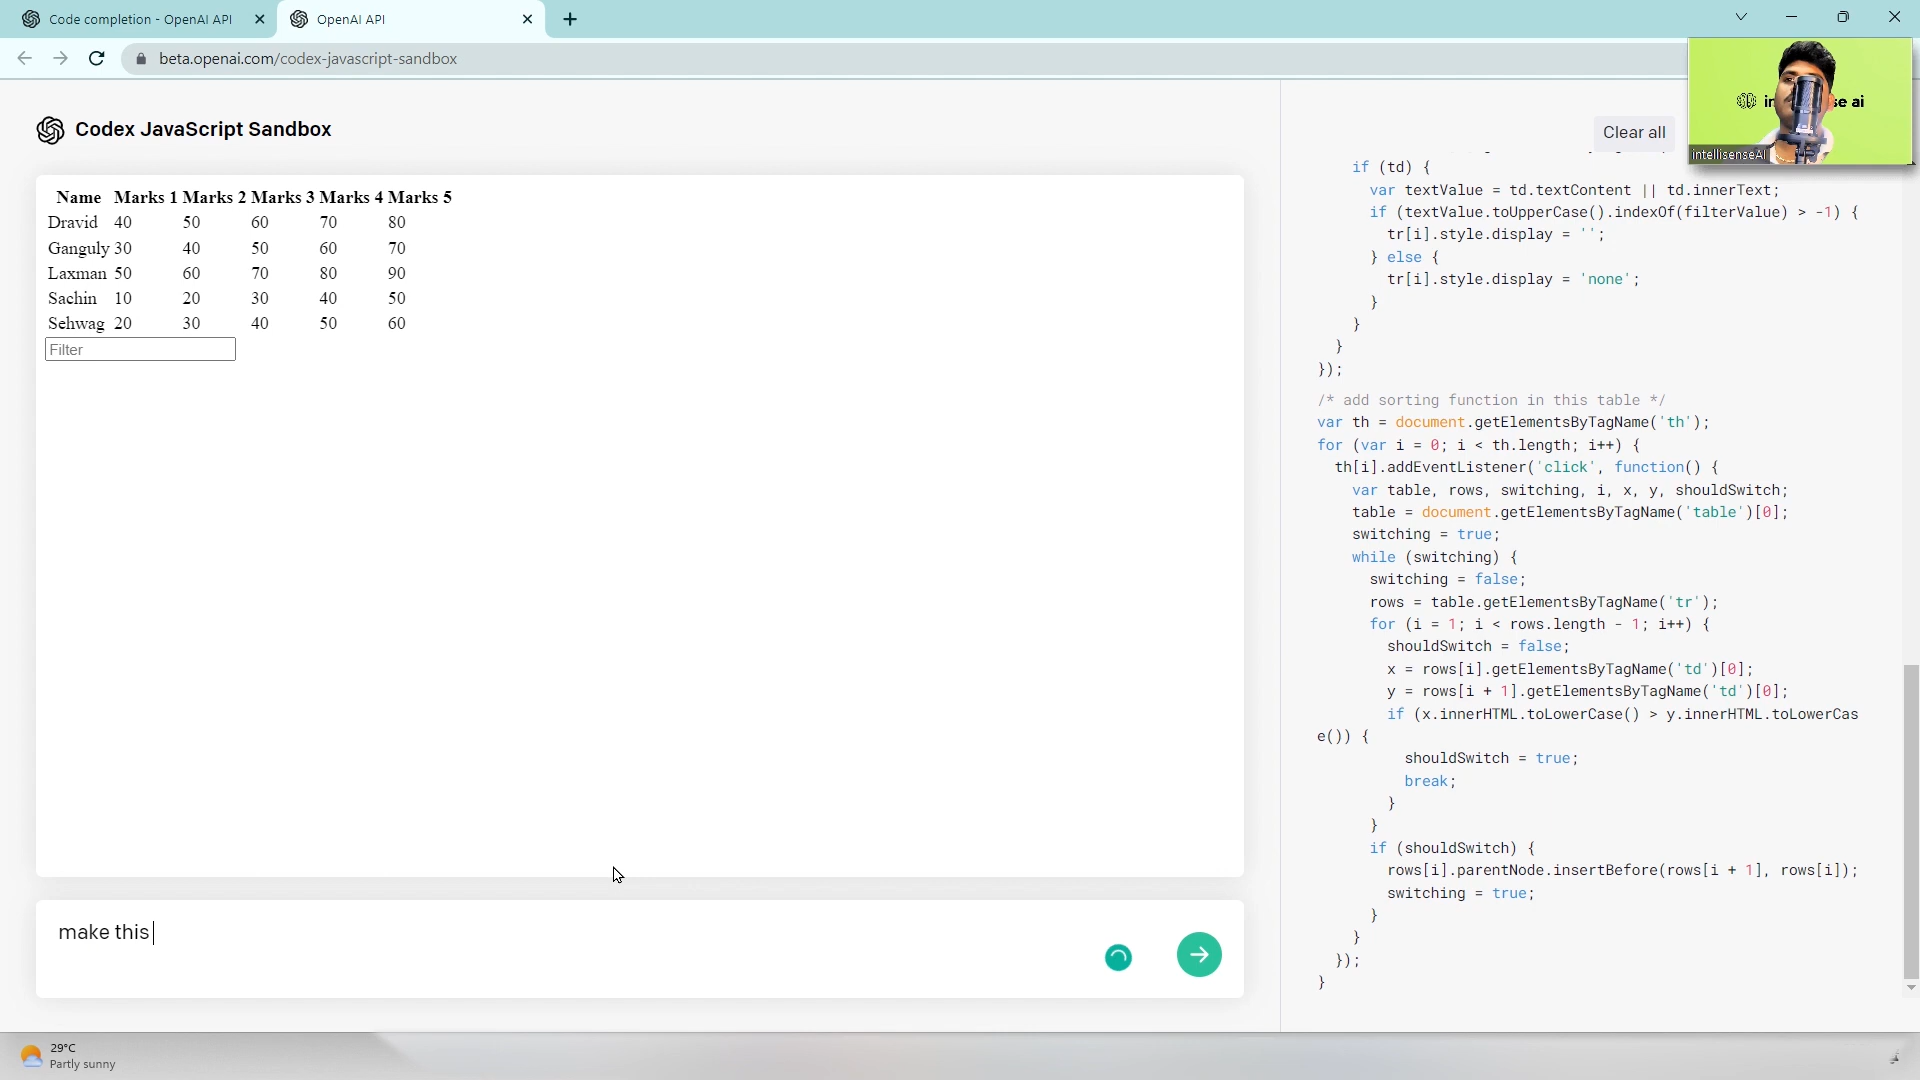 Code completion - OpenAI API
OpenAI API
beta.openai.com/codex-javascript-sandbox
Codex JavaScript Sandbox
Clear all
se ai
intellisenseAI
Name Marks 1 Marks 2 Marks 3 Marks 4 Marks 5
Dravid 40 50 60 70 80
Ganguly 30 40 50 60 70
Laxman 50 60 70 80 90
Sachin 10 20 30 40 50
Sehwag 20 30 40 50 60
Filter
make this
if (td) {
var textValue = td.textContent || td.innerText;
if (textValue.toUpperCase().indexOf(filterValue) > -1) {
tr[i].style.display = '';
} else {
tr[i].style.display = 'none';
}
}
}
});
/* add sorting function in this table */
var th = document.getElementsByTagName('th');
for (var i = 0; i < th.length; i++) {
th[i].addEventListener('click', function() {
var table, rows, switching, i, x, y, shouldSwitch;
table = document.getElementsByTagName('table')[0];
switching = true;
while (switching) {
switching = false;
rows = table.getElementsByTagName('tr');
for (i = 1; i < rows.length - 1; i++) {
shouldSwitch = false;
x = rows[i].getElementsByTagName('td')[0];
y = rows[i + 1].getElementsByTagName('td')[0];
if (x.innerHTML.toLowerCase() > y.innerHTML.toLowerCas
e()) {
shouldSwitch = true;
break;
}
}
if (shouldSwitch) {
rows[i].parentNode.insertBefore(rows[i + 1], rows[i]);
switching = true;
}
}
});
}
29°C
Partly sunny